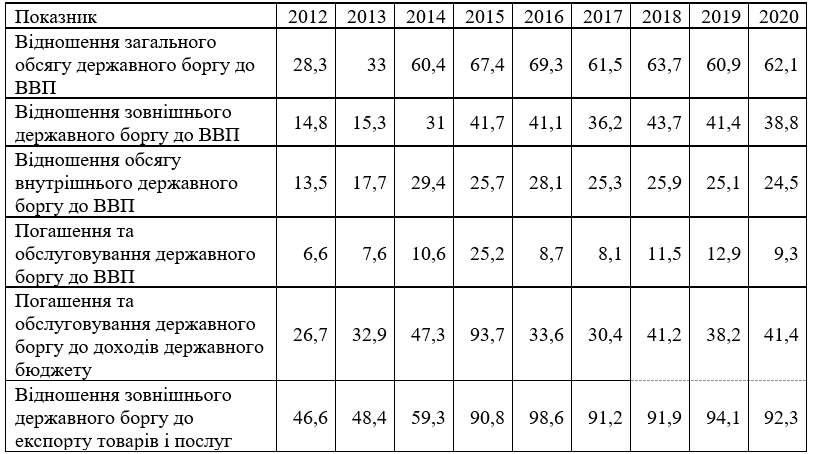 Показник 2012 2013 2014 2015 2016 2017 2018 2019 2020
Відношення загального
обсягу державного боргу до
ВВП
28,3 33 60,4 67,4 69,3 61,5 63,7 60,9 62,1
Відношення зовнішнього
державного боргу до ВВП
14,8 15,3 31 41,7 41,1 36,2 43,7 41,4 38,8
Відношення обсягу
внутрішнього державного
боргу до ВВП
13,5 17,7 29,4 25,7 28,1 25,3 25,9 25,1 24,5
Погашення та
обслуговування державного
боргу до ВВП
6,6 7,6 10,6 25,2 8,7 8,1 11,5 12,9 9,3
Погашення та
обслуговування державного
боргу до доходів державного
бюджету
26,7 32,9 47,3 93,7 33,6 30,4 41,2 38,2 41,4
Відношення зовнішнього
державного боргу до
експорту товарів і послуг
46,6 48,4 59,3 90,8 98,6 91,2 91,9 94,1 92,3